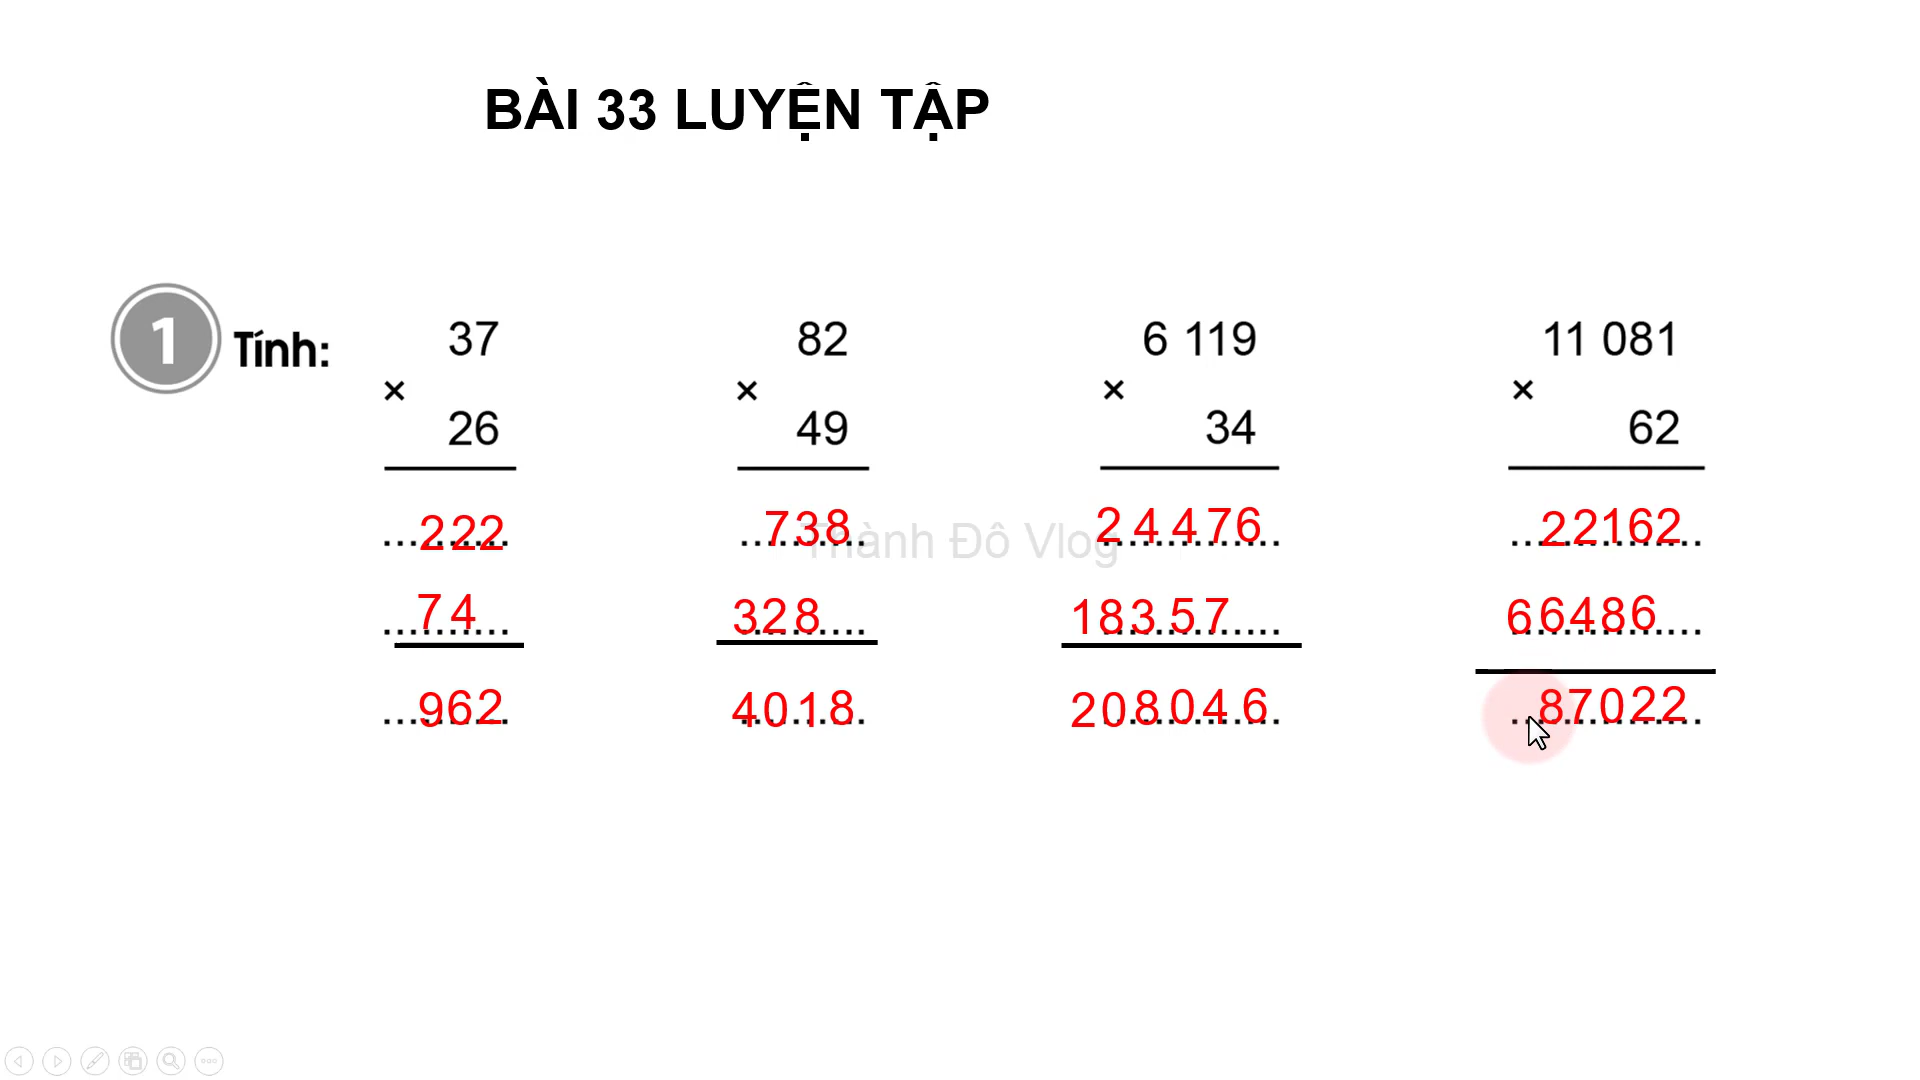 BÀI 33 LUYỆN TẬP
1 Tính:
37 82 6 119 11 081
× × × ×
26 49 34 62
222 738 24476 22162
Thành Đô Vlog
74 328 18357 66486
962 4018 208046 87022